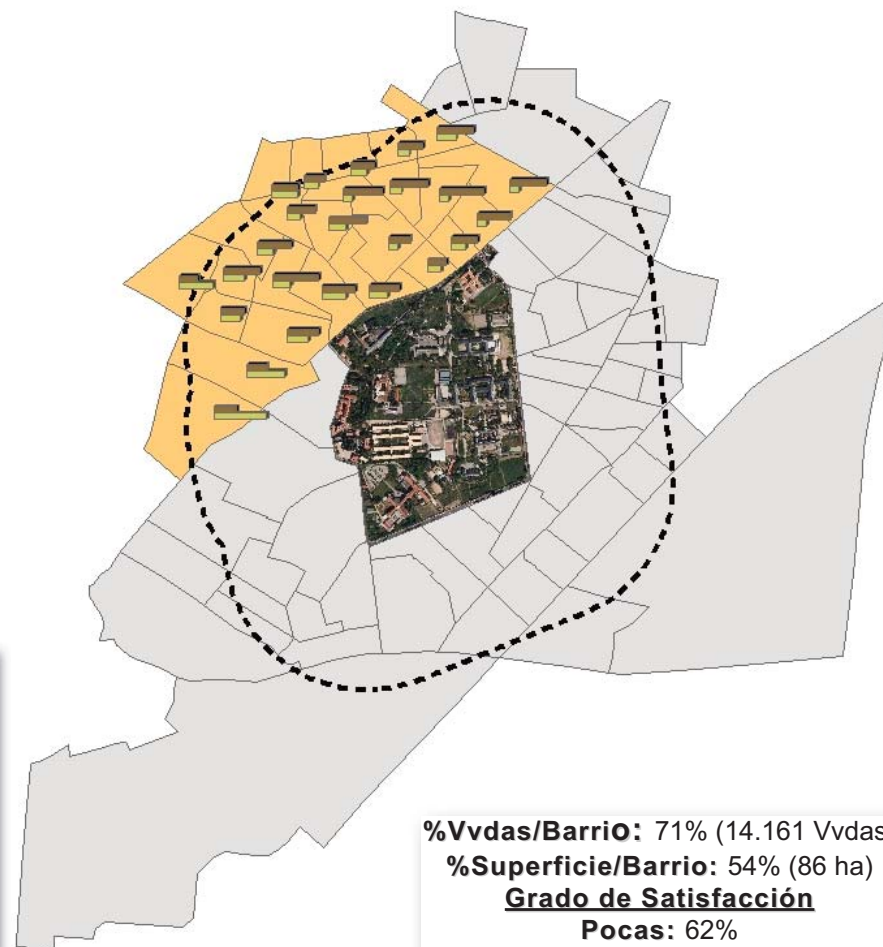 %Vvdas/Barrio: 71% (14.161 Vvdas
%Superficie/Barrio: 54% (86 ha)
Grado de Satisfacción
Pocas: 62%